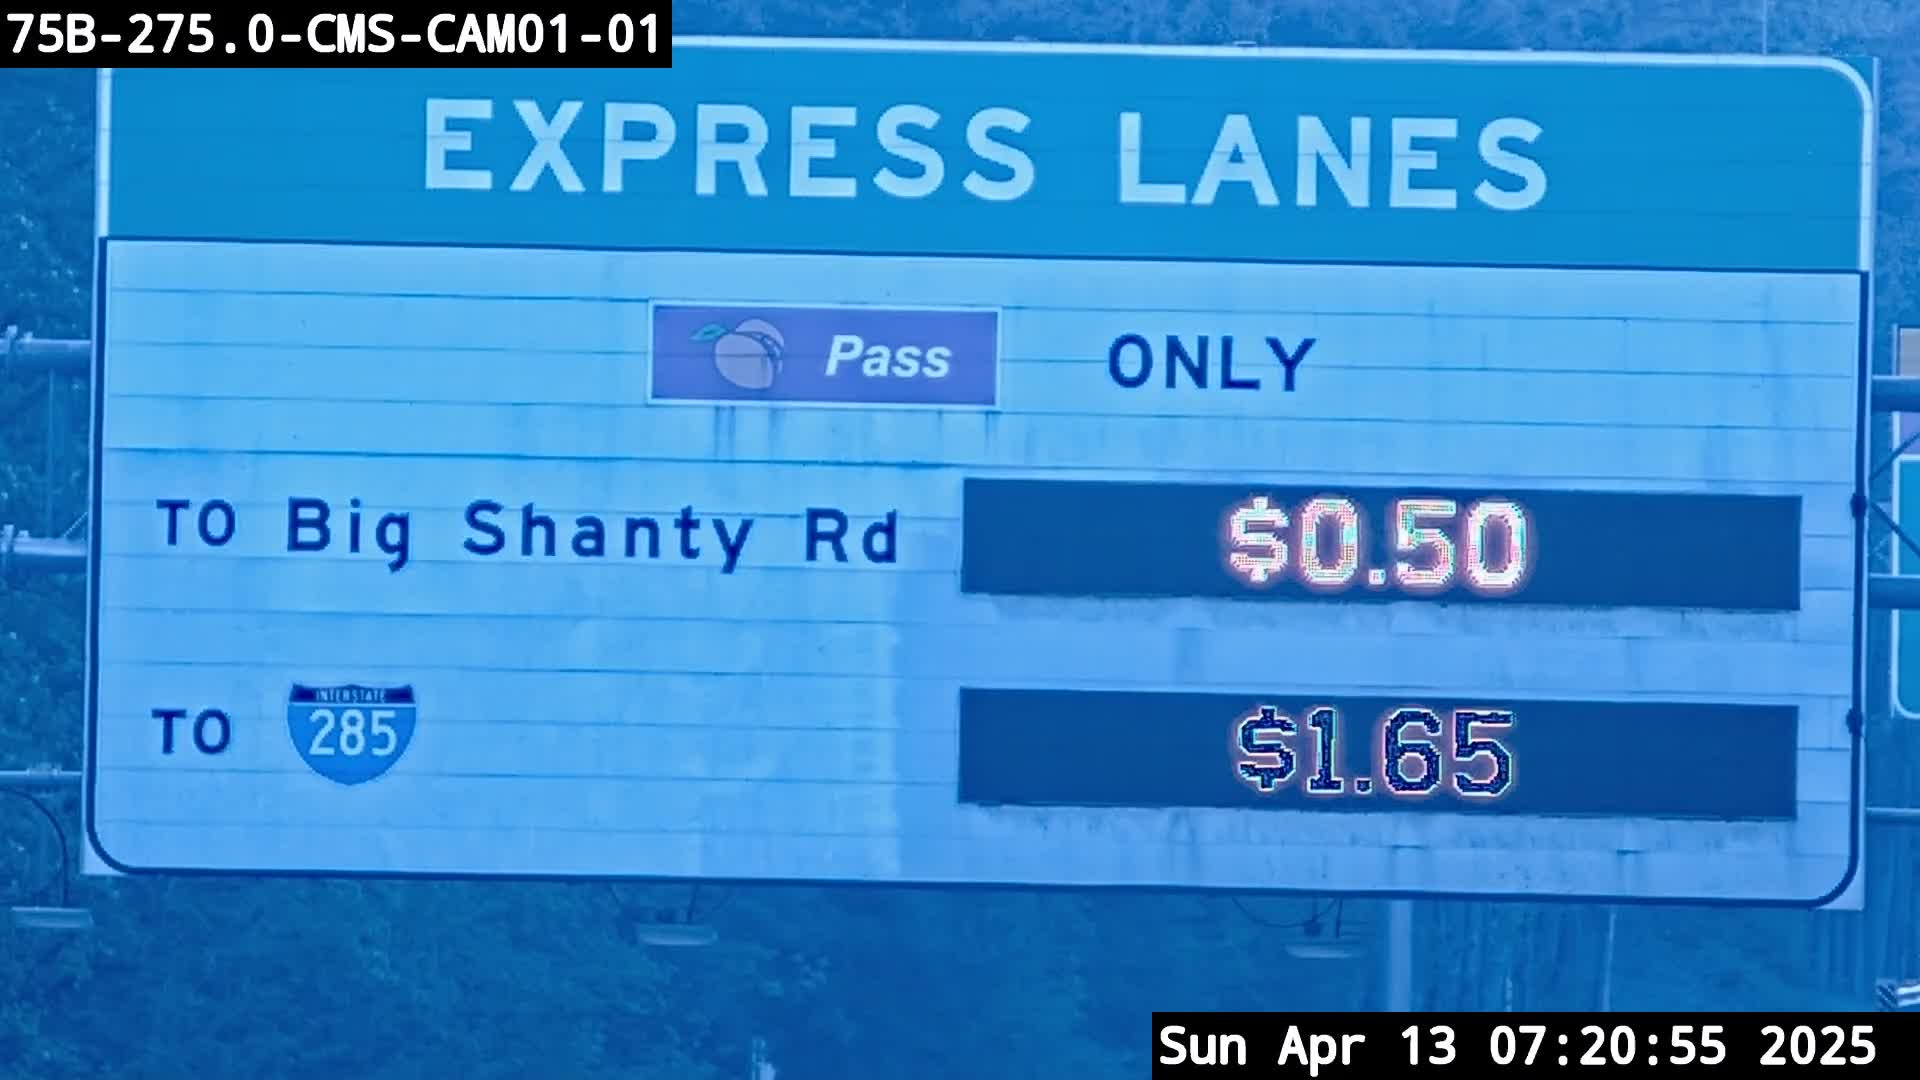 75B-275.0-CMS-CAM01-01
EXPRESS LANES
Pass ONLY
TO Big Shanty Rd $0.50
INTERSTATE
TO 285 $1.65
Sun Apr 13 07:20:55 2025